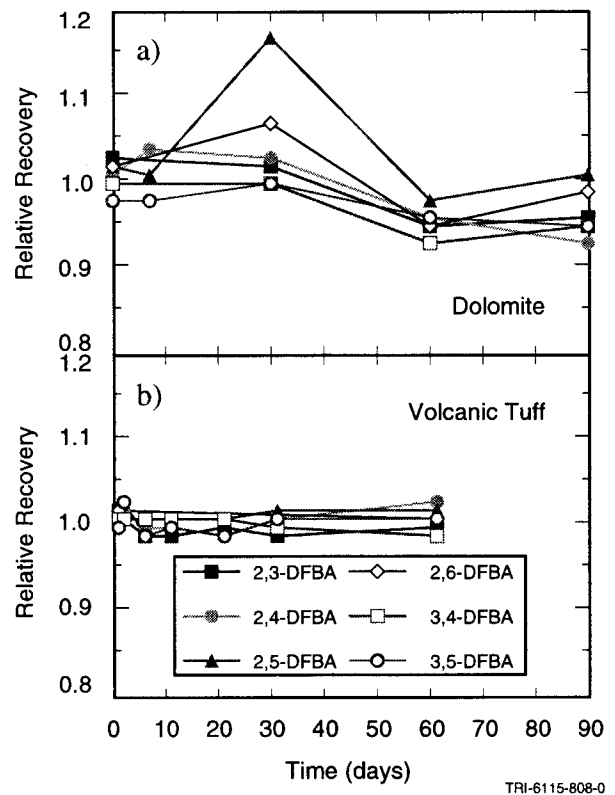 1.2
a)
1.1
1.0
0.9
0.8
Relative Recovery
Dolomite
1.2
b)
Volcanic Tuff
1.1
1.0
0.9
0.8
Relative Recovery
2,3-DFBA 2,6-DFBA
2,4-DFBA 3,4-DFBA
2,5-DFBA 3,5-DFBA
0 10 20 30 40 50 60 70 80 90
Time (days)
TRI-6115-808-0